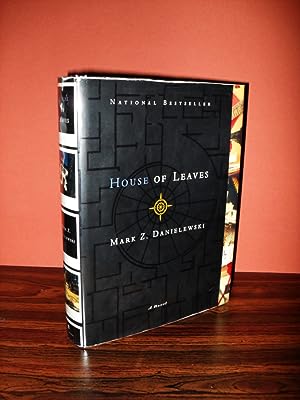 NATIONAL BESTSELLER
HOUSE OF LEAVES
MARK Z. DANIELEWSKI
A Novel